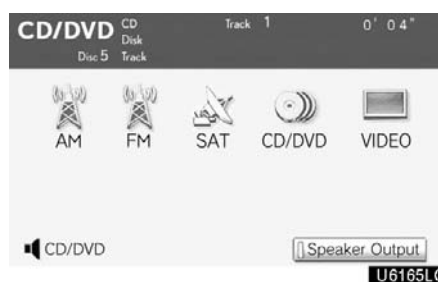 CD/DVD CD Track 1 0' 04"
Disk
Disc 5 Track
AM FM SAT CD/DVD VIDEO
CD/DVD Speaker Output
U6165LC